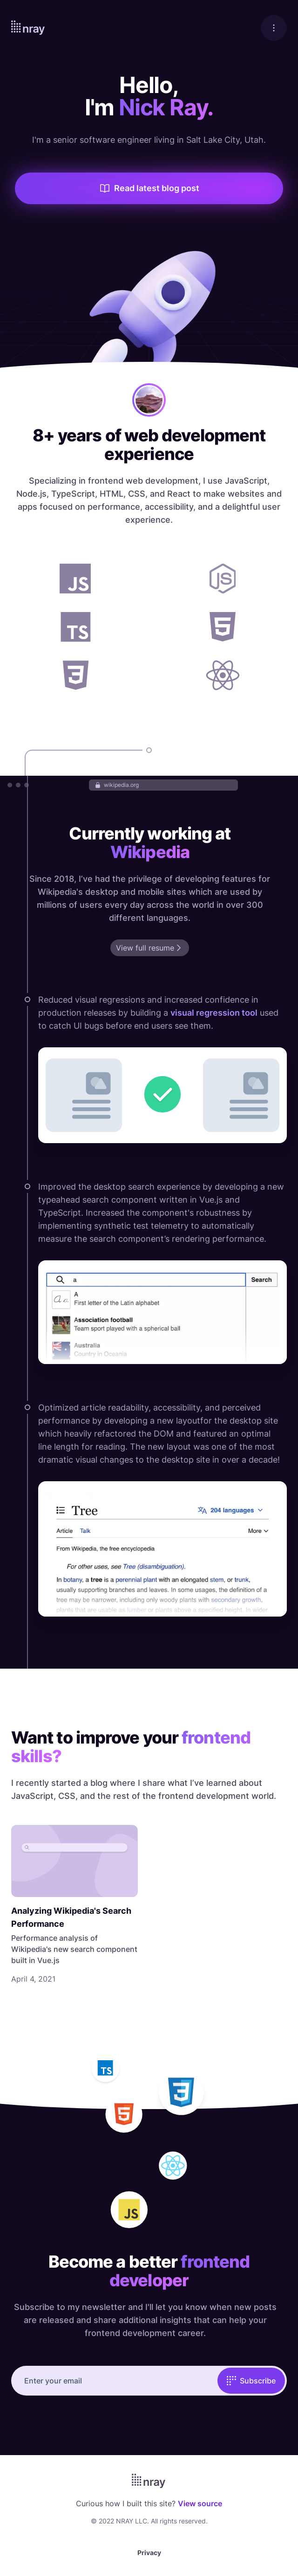 nray
Hello,
I'm Nick Ray.
I'm a senior software engineer living in Salt Lake City, Utah.
Read latest blog post
8+ years of web development
experience
Specializing in frontend web development, I use JavaScript,
Node.js, TypeScript, HTML, CSS, and React to make websites and
apps focused on performance, accessibility, and a delightful user
experience.
JS
JS
TS
5
3
wikipedia.org
Currently working at
Wikipedia
Since 2018, I've had the privilege of developing features for
Wikipedia's desktop and mobile sites which are used by
millions of users every day across the world in over 300
different languages.
View full resume
Reduced visual regressions and increased confidence in
production releases by building a visual regression tool used
to catch UI bugs before end users see them.
Improved the desktop search experience by developing a new
typeahead search component written in Vue.js and
TypeScript. Increased the component's robustness by
implementing synthetic test telemetry to automatically
measure the search component's rendering performance.
a
Search
A
First letter of the Latin alphabet
Association football
Team sport played with a spherical ball
Australia
Country in Oceania
Optimized article readability, accessibility, and perceived
performance by developing a new layoutfor the desktop site
which heavily refactored the DOM and featured an optimal
line length for reading. The new layout was one of the most
dramatic visual changes to the desktop site in over a decade!
Tree
204 languages
Article Talk
More
From Wikipedia, the free encyclopedia
For other uses, see Tree (disambiguation).
In botany, a tree is a perennial plant with an elongated stem, or trunk,
usually supporting branches and leaves. In some usages, the definition of a
tree may be narrower, including only woody plants with secondary growth,
plants that are usable as lumber or plants above a specified height. In wider
Want to improve your frontend
skills?
I recently started a blog where I share what I've learned about
JavaScript, CSS, and the rest of the frontend development world.
Analyzing Wikipedia's Search
Performance
Performance analysis of
Wikipedia's new search component
built in Vue.js
April 4, 2021
TS
3
5
JS
Become a better frontend
developer
Subscribe to my newsletter and I'll let you know when new posts
are released and share additional insights that can help your
frontend development career.
Enter your email
Subscribe
nray
Curious how I built this site? View source
© 2022 NRAY LLC. All rights reserved.
Privacy